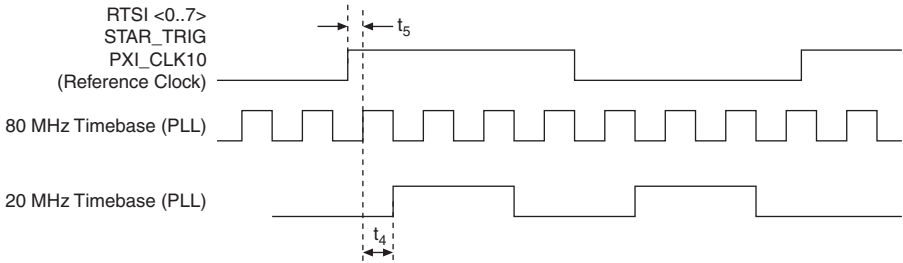 RTSI <0..7>
STAR_TRIG
PXI_CLK10
(Reference Clock)
t5
80 MHz Timebase (PLL)
20 MHz Timebase (PLL)
t4